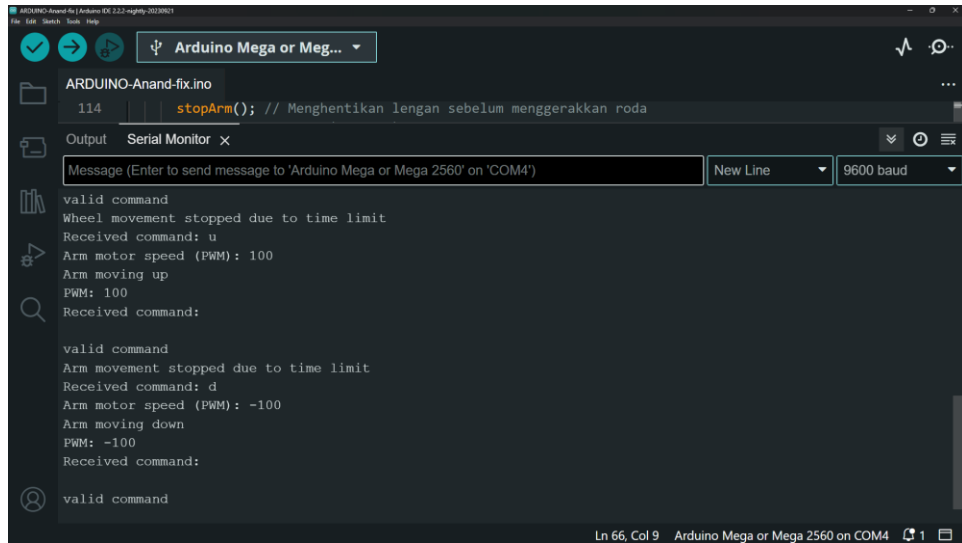 ARDUINO-Anand-fix | Arduino IDE 2.2.2-nightly-20230921
File Edit Sketch Tools Help
Arduino Mega or Meg...
ARDUINO-Anand-fix.ino
114 stopArm(); // Menghentikan lengan sebelum menggerakkan roda
Output Serial Monitor
Message (Enter to send message to 'Arduino Mega or Mega 2560' on 'COM4') New Line 9600 baud
valid command
Wheel movement stopped due to time limit
Received command: u
Arm motor speed (PWM): 100
Arm moving up
PWM: 100
Received command:
valid command
Arm movement stopped due to time limit
Received command: d
Arm motor speed (PWM): -100
Arm moving down
PWM: -100
Received command:
valid command
Ln 66, Col 9 Arduino Mega or Mega 2560 on COM4 1